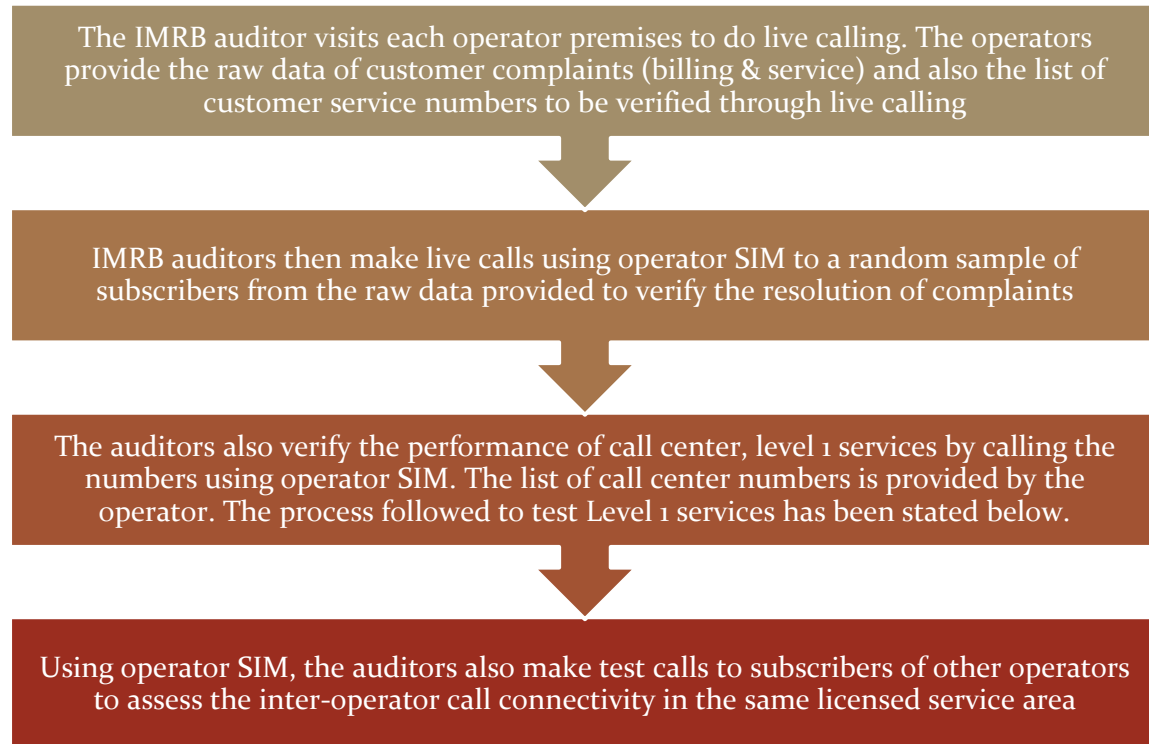 The IMRB auditor visits each operator premises to do live calling. The operators
provide the raw data of customer complaints (billing & service) and also the list of
customer service numbers to be verified through live calling
IMRB auditors then make live calls using operator SIM to a random sample of
subscribers from the raw data provided to verify the resolution of complaints
The auditors also verify the performance of call center, level 1 services by calling the
numbers using operator SIM. The list of call center numbers is provided by the
operator. The process followed to test Level 1 services has been stated below.
Using operator SIM, the auditors also make test calls to subscribers of other operators
to assess the inter-operator call connectivity in the same licensed service area